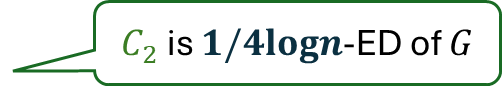 C₂ is 1/4logn-ED of G